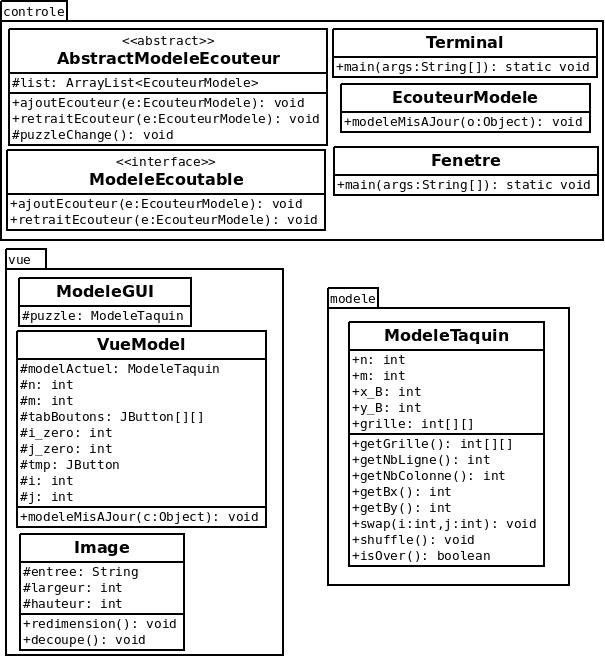 controle
<<abstract>>
AbstractModeleEcouteur
#list: ArrayList<EcouteurModele>
+ajoutEcouteur(e:EcouteurModele): void
+retraitEcouteur(e:EcouteurModele): void
#puzzleChange(): void
<<interface>>
ModeleEcoutable
+ajoutEcouteur(e:EcouteurModele): void
+retraitEcouteur(e:EcouteurModele): void
Terminal
+main(args:String[]): static void
EcouteurModele
+modeleMisAJour(o:Object): void
Fenetre
+main(args:String[]): static void
vue
ModeleGUI
#puzzle: ModeleTaquin
VueModel
#modelActuel: ModeleTaquin
#n: int
#m: int
#tabBoutons: JButton[][]
#i_zero: int
#j_zero: int
#tmp: JButton
#i: int
#j: int
+modeleMisAJour(c:Object): void
Image
#entree: String
#largeur: int
#hauteur: int
+redimension(): void
+decoupe(): void
modele
ModeleTaquin
+n: int
+m: int
+x_B: int
+y_B: int
+grille: int[][]
+getGrille(): int[][]
+getNbLigne(): int
+getNbColonne(): int
+getBx(): int
+getBy(): int
+swap(i:int,j:int): void
+shuffle(): void
+isOver(): boolean